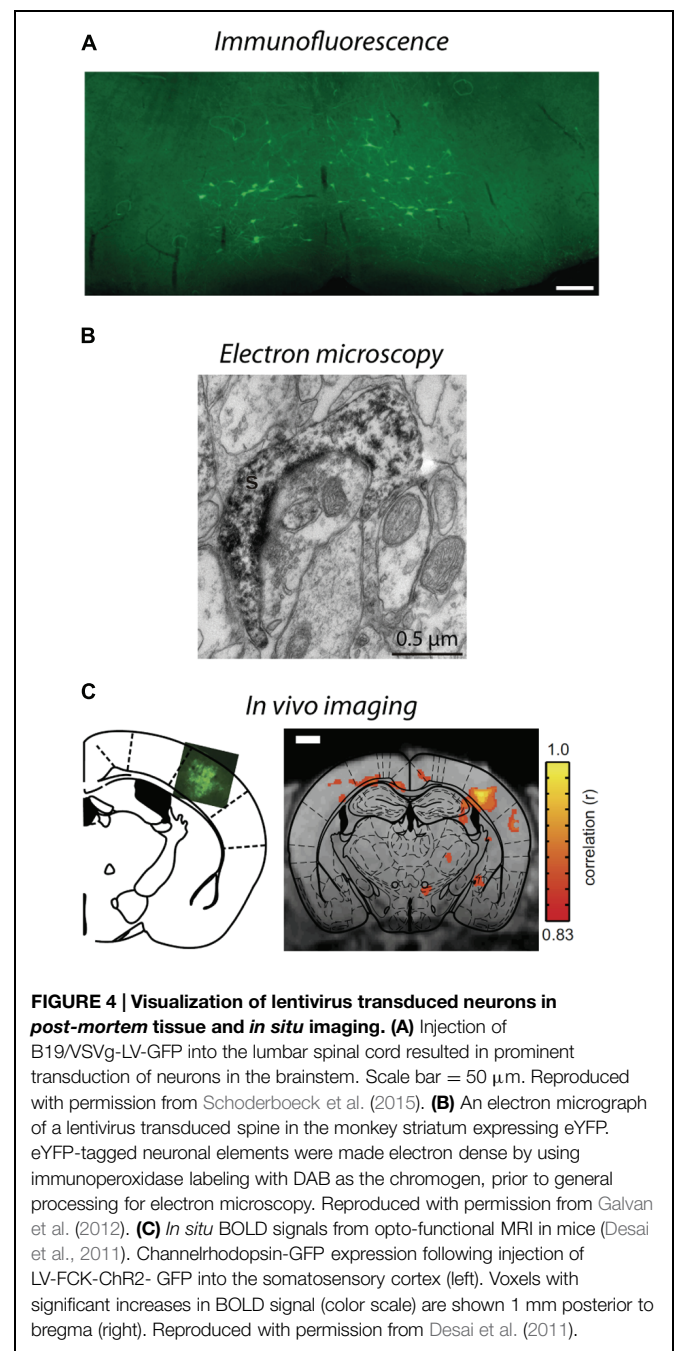 A
Immunofluorescence
B
Electron microscopy
S
0.5 μm
C
In vivo imaging
1.0
correlation (r)
0.83
FIGURE 4 | Visualization of lentivirus transduced neurons in
post-mortem tissue and in situ imaging. (A) Injection of
B19/VSVg-LV-GFP into the lumbar spinal cord resulted in prominent
transduction of neurons in the brainstem. Scale bar = 50 μm. Reproduced
with permission from Schoderboeck et al. (2015). (B) An electron micrograph
of a lentivirus transduced spine in the monkey striatum expressing eYFP.
eYFP-tagged neuronal elements were made electron dense by using
immunoperoxidase labeling with DAB as the chromogen, prior to general
processing for electron microscopy. Reproduced with permission from Galvan
et al. (2012). (C) In situ BOLD signals from opto-functional MRI in mice (Desai
et al., 2011). Channelrhodopsin-GFP expression following injection of
LV-FCK-ChR2- GFP into the somatosensory cortex (left). Voxels with
significant increases in BOLD signal (color scale) are shown 1 mm posterior to
bregma (right). Reproduced with permission from Desai et al. (2011).